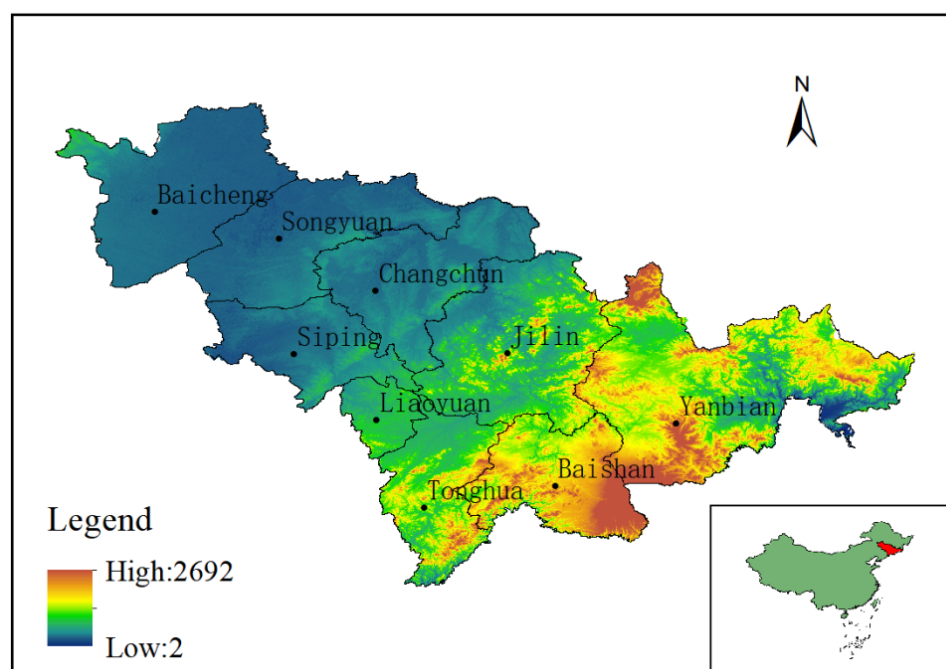 N
Baicheng
Songyuan
Changchun
Siping
Jilin
Liaoyuan
Yanbian
Baishan
Tonghua
Legend
High:2692
Low:2